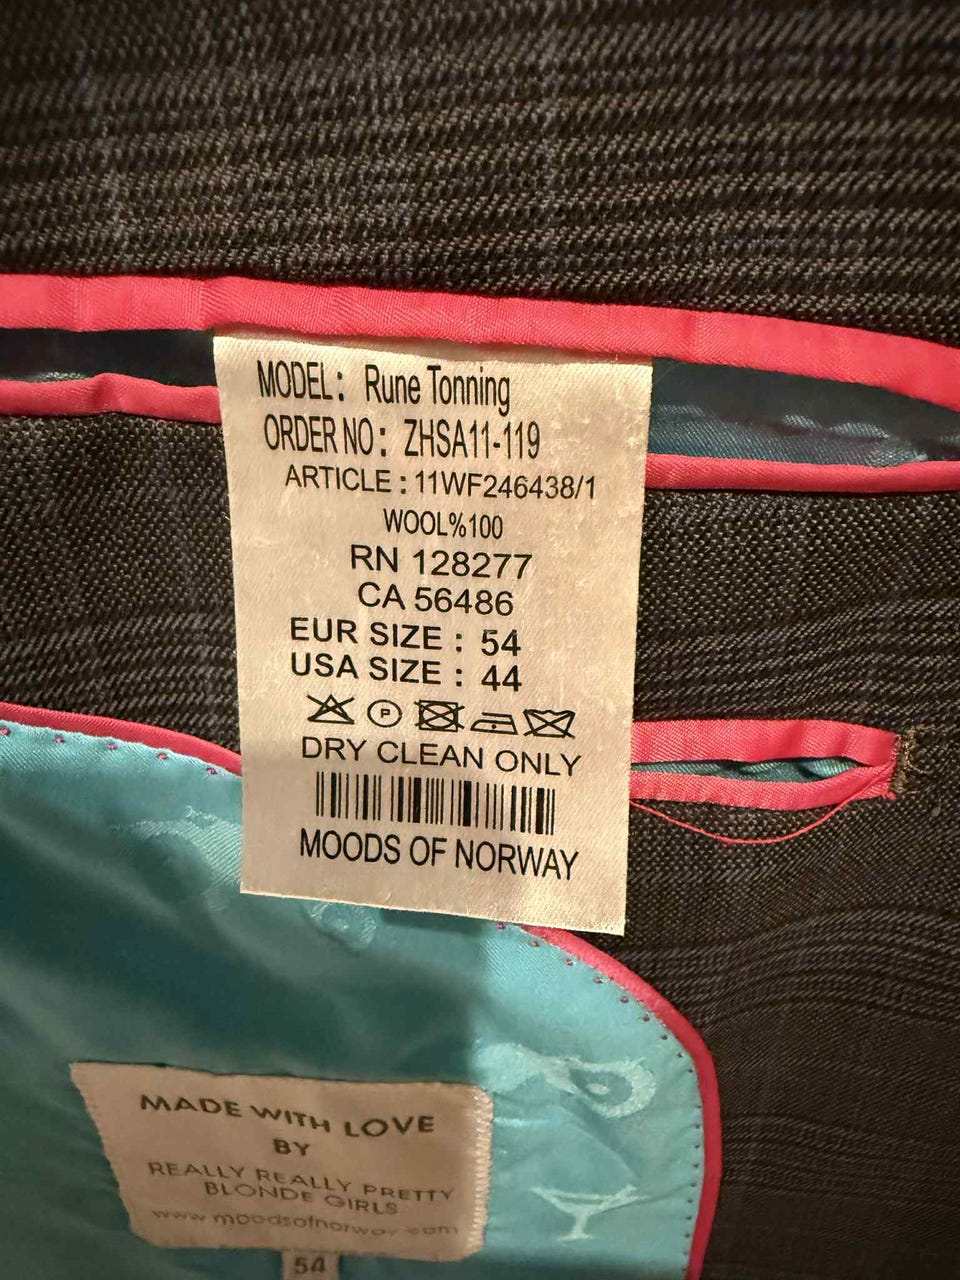 MODEL: Rune Tonning
ORDER NO: ZHSA11-119
ARTICLE : 11WF246438/1
WOOL%100
RN 128277
CA 56486
EUR SIZE : 54
USA SIZE : 44
P
DRY CLEAN ONLY
MOODS OF NORWAY
MADE WITH LOVE
BY
REALLY REALLY PRETTY
BLONDE GIRLS
www.moodsofnorway.com
54